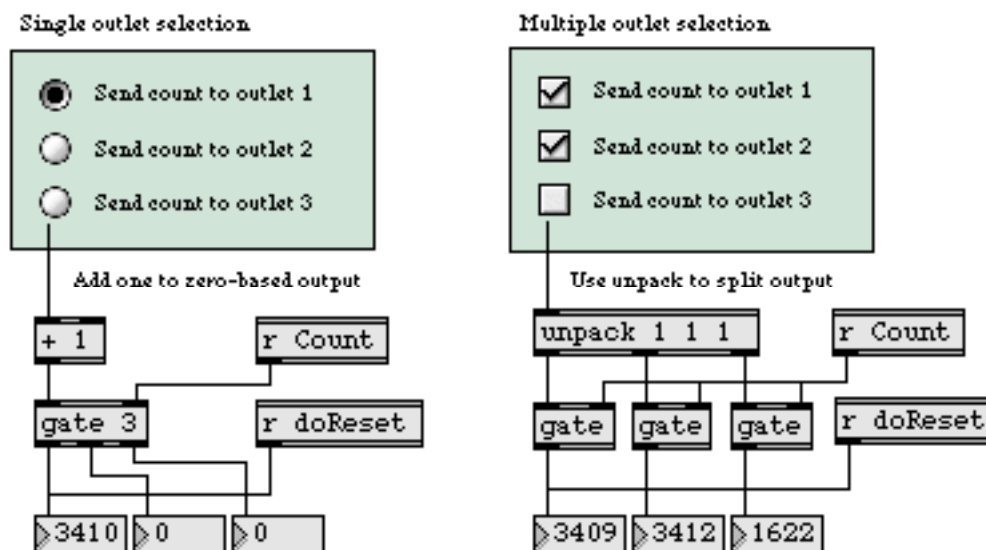 Single outlet selection
Send count to outlet 1
Send count to outlet 2
Send count to outlet 3
Add one to zero-based output
+ 1
r Count
gate 3
r doReset
3410
0
0
Multiple outlet selection
Send count to outlet 1
Send count to outlet 2
Send count to outlet 3
Use unpack to split output
unpack 1 1 1
r Count
gate
gate
gate
r doReset
3409
3412
1622